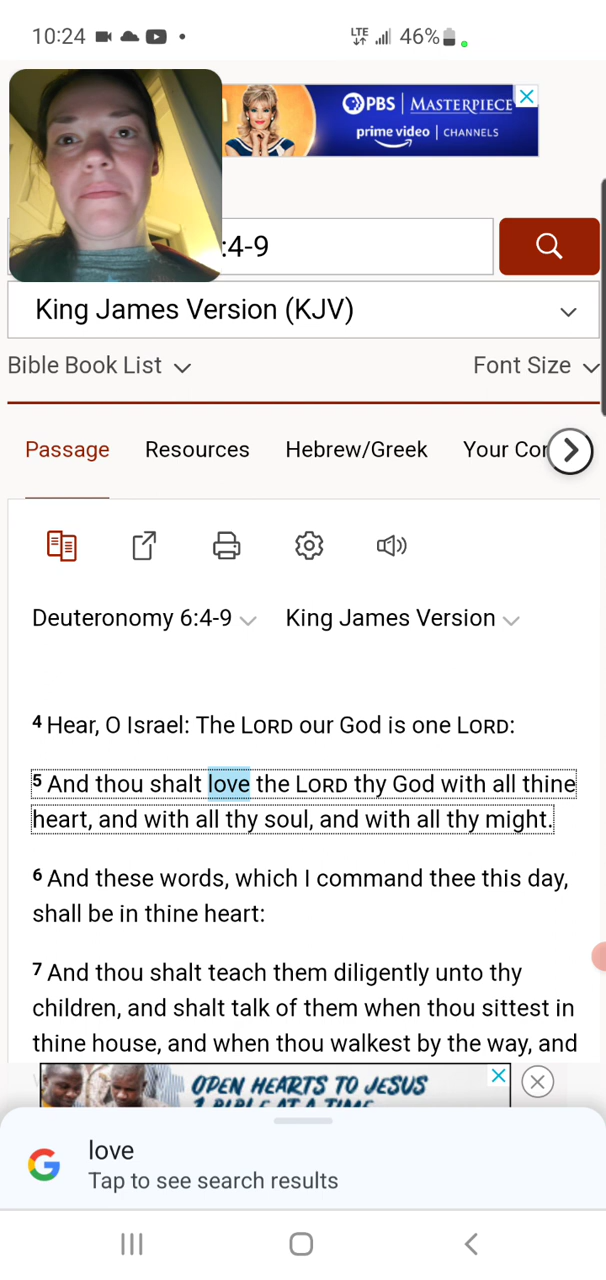 10:24
LTE
46%
PBS | MASTERPIECE
prime video | CHANNELS
:4-9
King James Version (KJV)
Bible Book List
Font Size
Passage
Resources
Hebrew/Greek
Your Cor
Deuteronomy 6:4-9
King James Version
4 Hear, O Israel: The LORD our God is one LORD:
5 And thou shalt love the LORD thy God with all thine
heart, and with all thy soul, and with all thy might.
6 And these words, which I command thee this day,
shall be in thine heart:
7 And thou shalt teach them diligently unto thy
children, and shalt talk of them when thou sittest in
thine house, and when thou walkest by the way, and
OPEN HEARTS TO JESUS
1 BIBLE AT A TIME
love
Tap to see search results